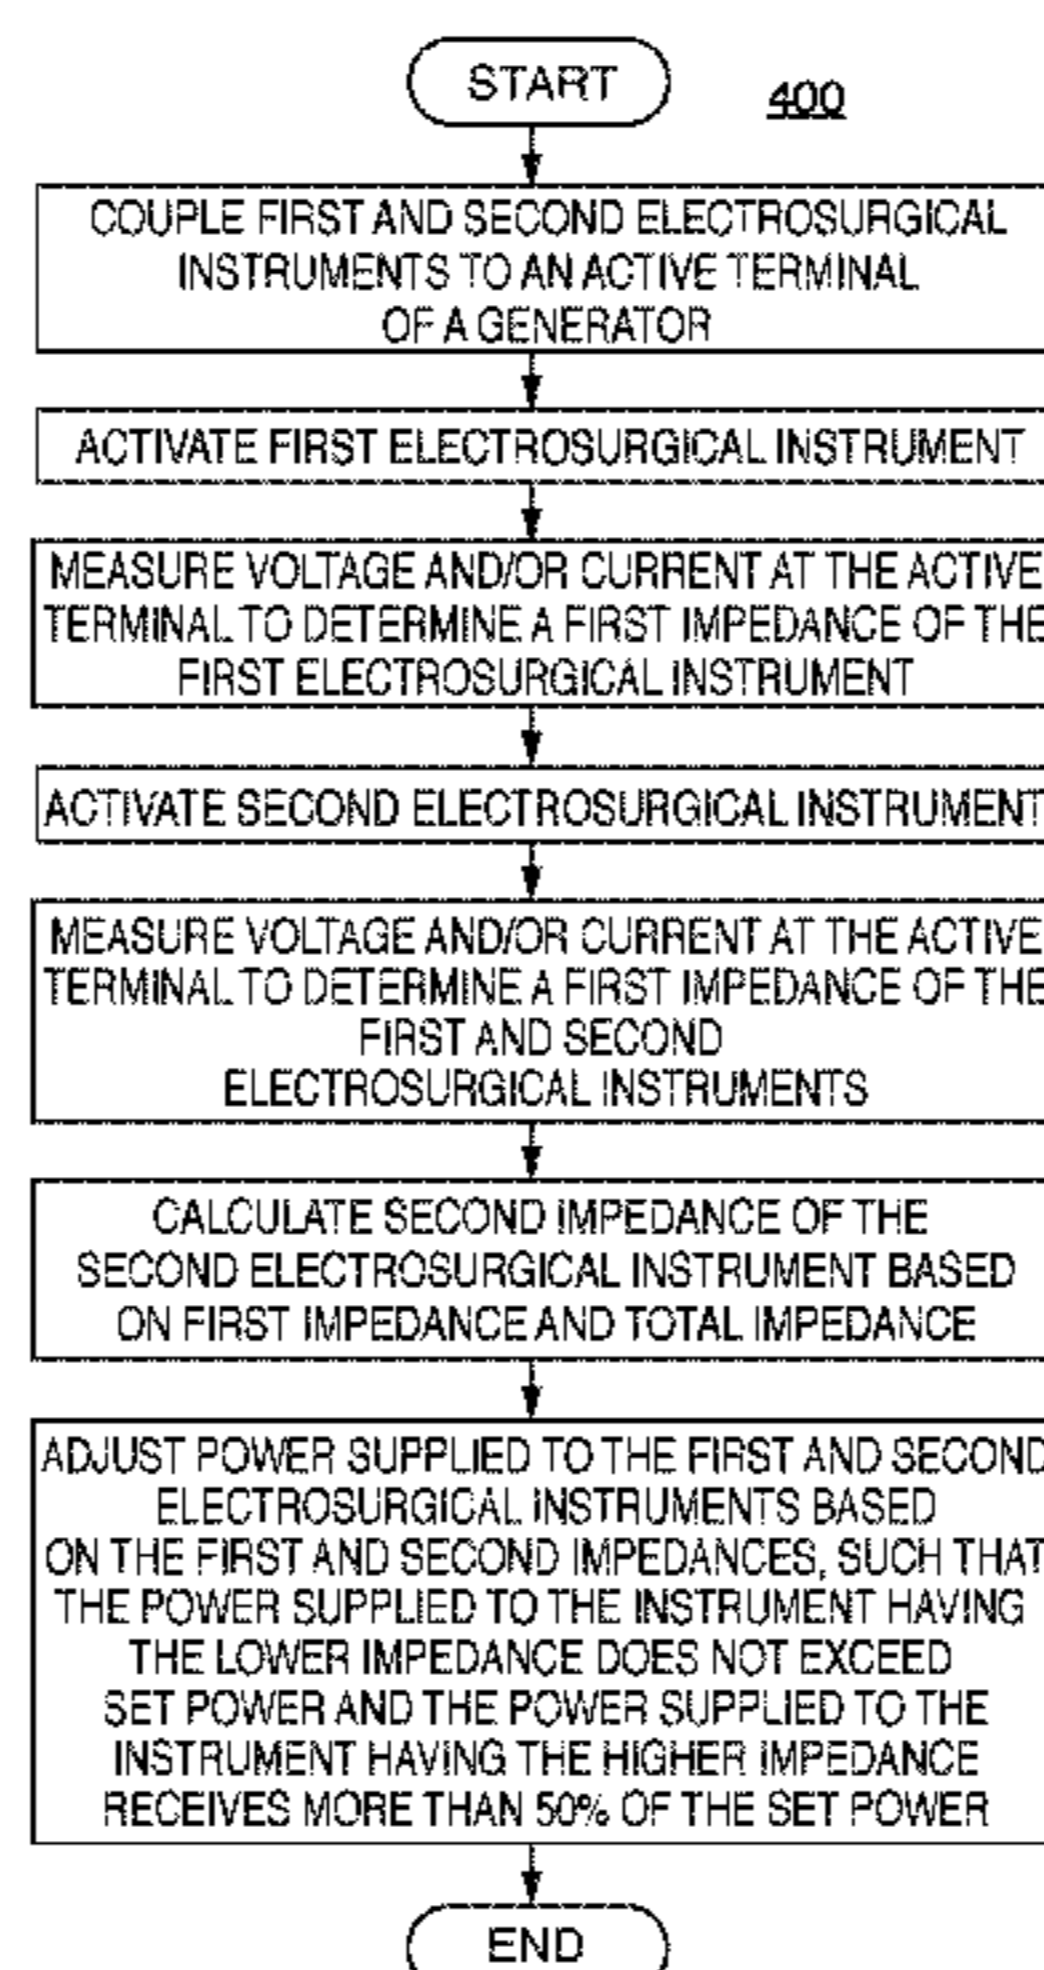 START
400
COUPLE FIRST AND SECOND ELECTROSURGICAL
INSTRUMENTS TO AN ACTIVE TERMINAL
OF A GENERATOR
ACTIVATE FIRST ELECTROSURGICAL INSTRUMENT
MEASURE VOLTAGE AND/OR CURRENT AT THE ACTIVE
TERMINAL TO DETERMINE A FIRST IMPEDANCE OF THE
FIRST ELECTROSURGICAL INSTRUMENT
ACTIVATE SECOND ELECTROSURGICAL INSTRUMENT
MEASURE VOLTAGE AND/OR CURRENT AT THE ACTIVE
TERMINAL TO DETERMINE A FIRST IMPEDANCE OF THE
FIRST AND SECOND
ELECTROSURGICAL INSTRUMENTS
CALCULATE SECOND IMPEDANCE OF THE
SECOND ELECTROSURGICAL INSTRUMENT BASED
ON FIRST IMPEDANCE AND TOTAL IMPEDANCE
ADJUST POWER SUPPLIED TO THE FIRST AND SECOND
ELECTROSURGICAL INSTRUMENTS BASED
ON THE FIRST AND SECOND IMPEDANCES, SUCH THAT
THE POWER SUPPLIED TO THE INSTRUMENT HAVING
THE LOWER IMPEDANCE DOES NOT EXCEED
SET POWER AND THE POWER SUPPLIED TO THE
INSTRUMENT HAVING THE HIGHER IMPEDANCE
RECEIVES MORE THAN 50% OF THE SET POWER
END